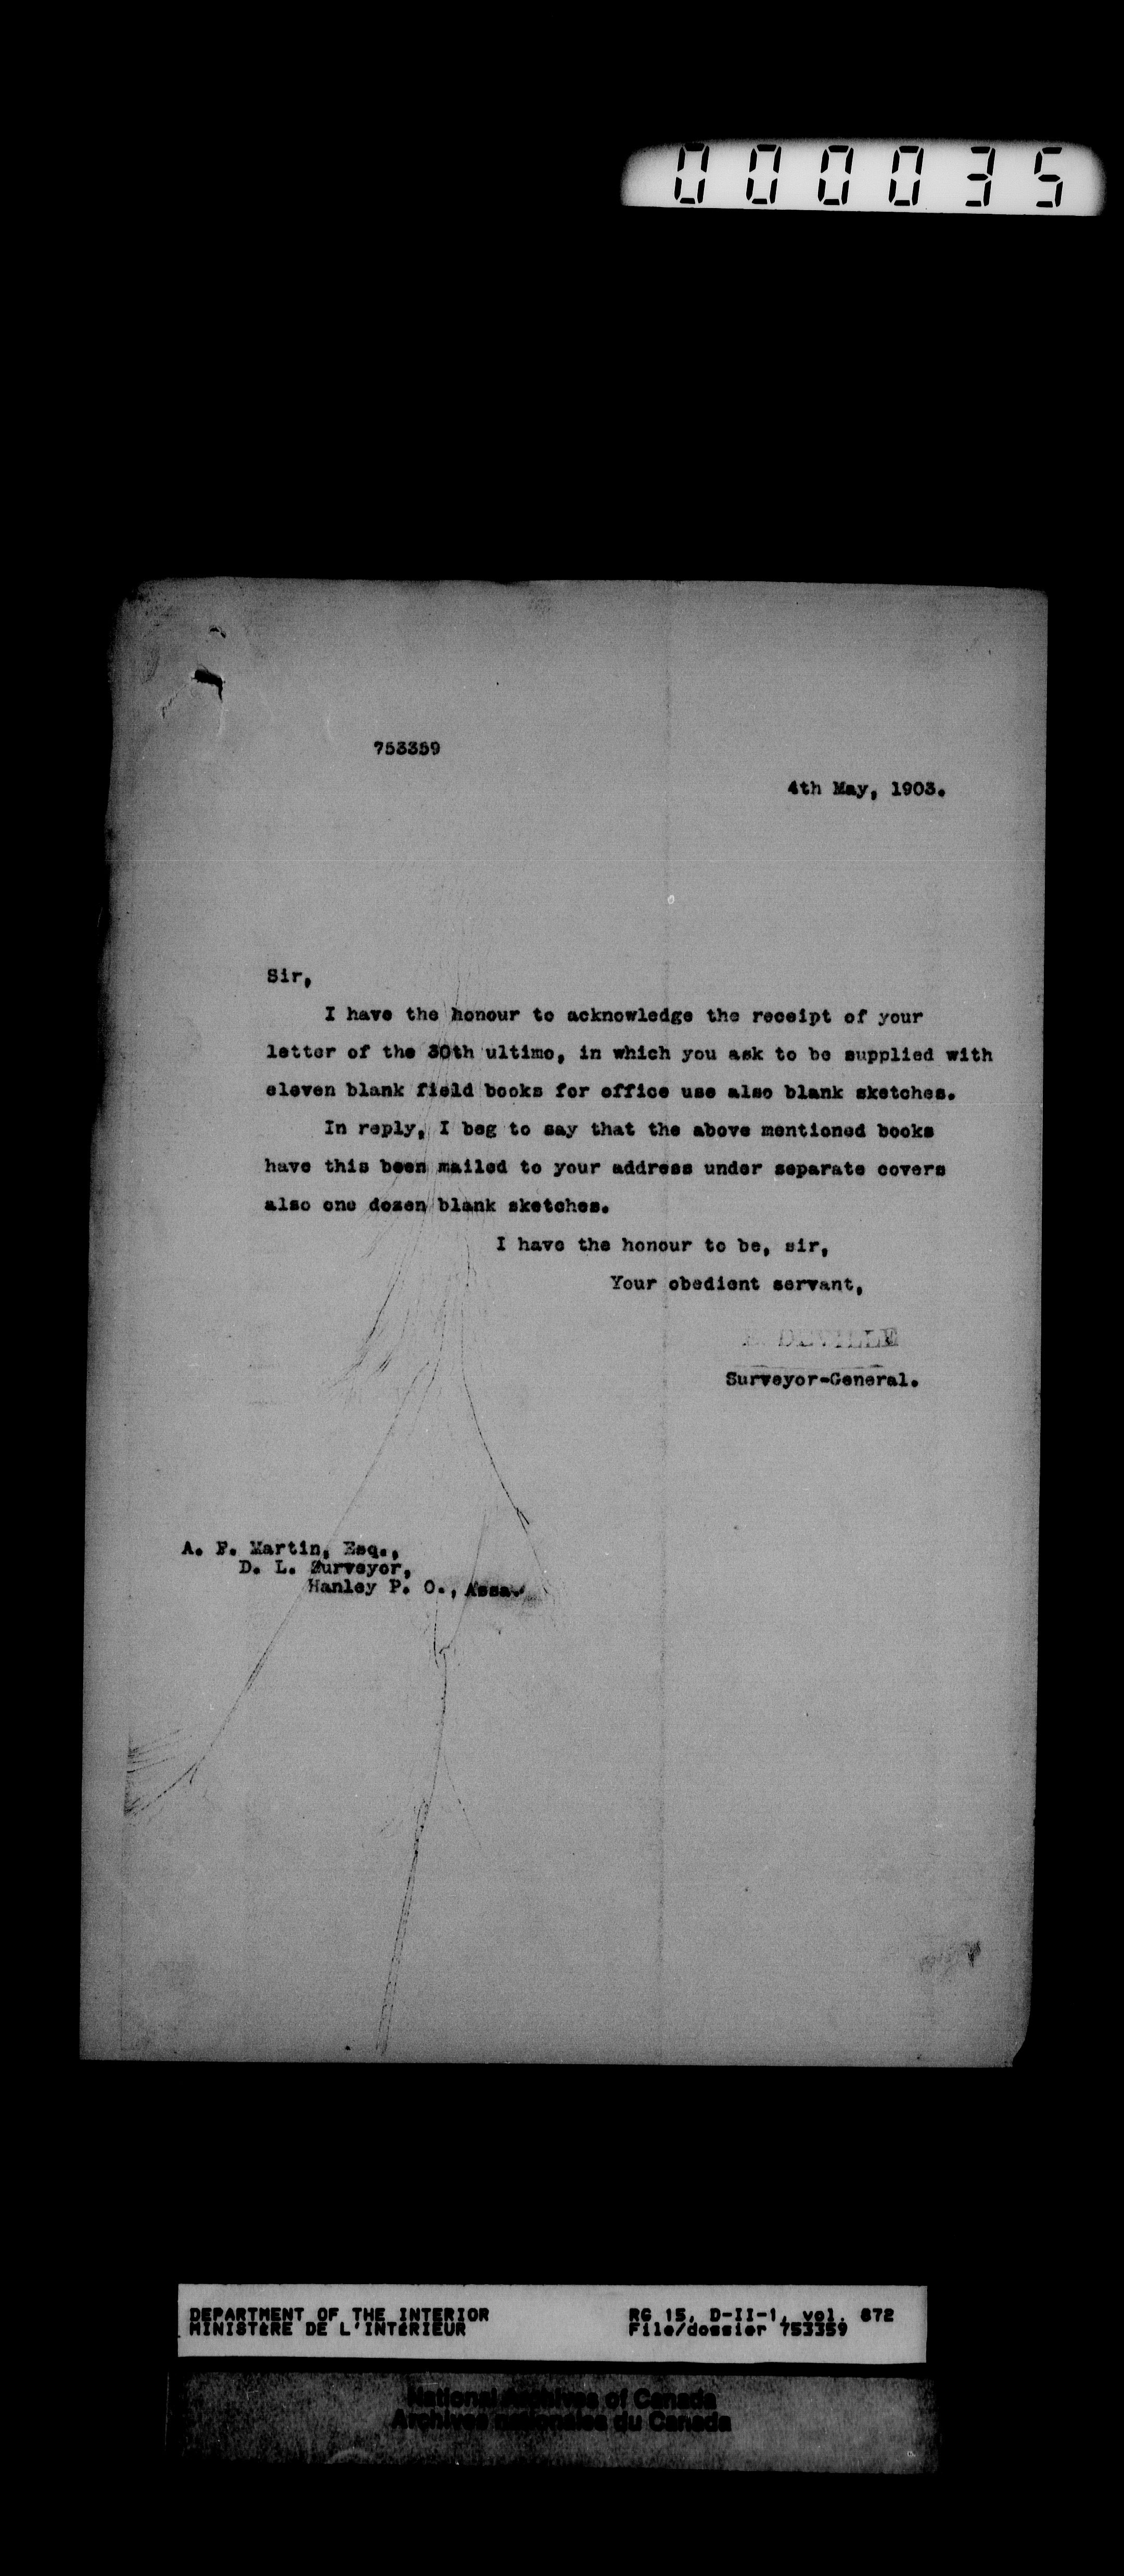 000035
753359
4th May, 1903.
Sir,
I have the honour to acknowledge the receipt of your
letter of the 30th ultimo, in which you ask to be supplied with
eleven blank field books for office use also blank sketches.
In reply, I beg to say that the above mentioned books
have this been mailed to your address under separate covers
also one dozen blank sketches.
I have the honour to be, sir,
Your obedient servant,
E. DEVILLE
Surveyor-General.
A. F. Martin, Esq.,
D. L. Surveyor,
Hanley P. O., Assa.
DEPARTMENT OF THE INTERIOR
MINISTÈRE DE L'INTÉRIEUR
RG 15, D-II-1, vol. 872
File/dossier 753359
National Archives of Canada
Archives nationales du Canada